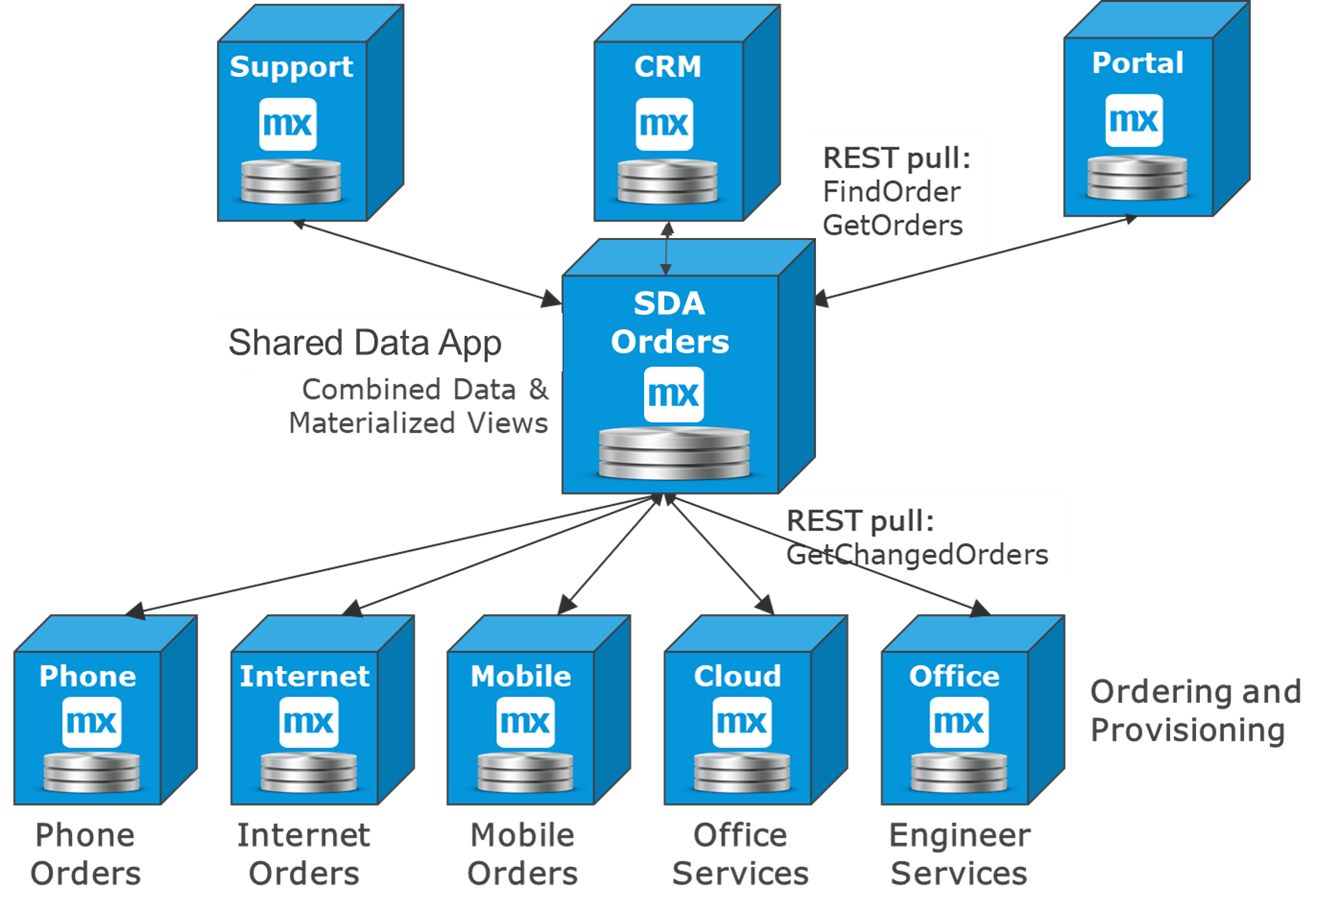 Support
mx
CRM
mx
Portal
mx
REST pull:
FindOrder
GetOrders
SDA
Orders
mx
Shared Data App
Combined Data &
Materialized Views
REST pull:
GetChangedOrders
Phone
mx
Internet
mx
Mobile
mx
Cloud
mx
Office
mx
Ordering and
Provisioning
Phone
Orders
Internet
Orders
Mobile
Orders
Office
Services
Engineer
Services